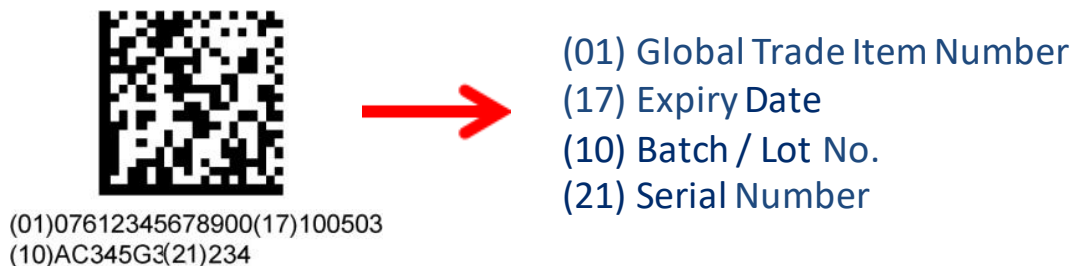 (01)07612345678900(17)100503
(10)AC345G3(21)234
(01) Global Trade Item Number
(17) Expiry Date
(10) Batch / Lot No.
(21) Serial Number